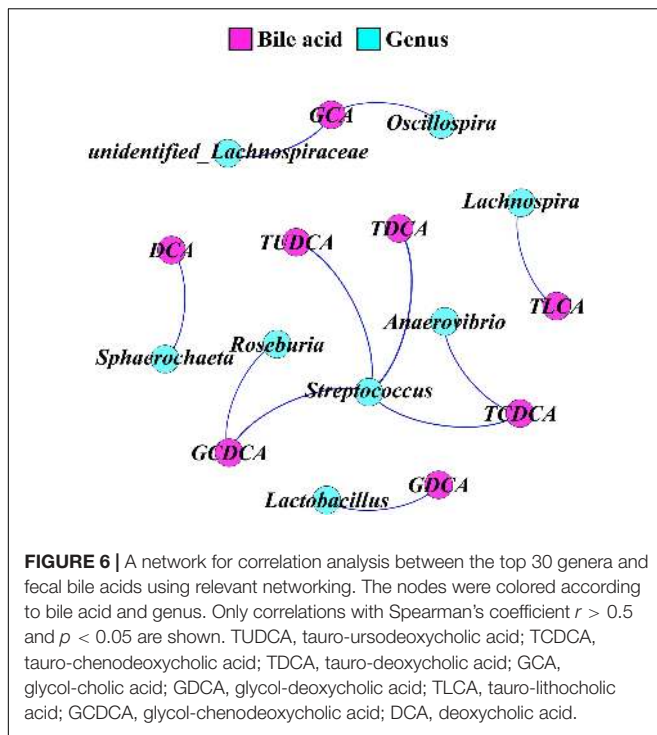 Bile acid Genus
GCA
Oscillospira
unidentified_Lachnospiraceae
Lachnospira
TDCA
DCA
TUDCA
TLCA
Anaerovibrio
Roseburia
Sphaerochaeta
Streptococcus
TCDCA
GCDCA
GDCA
Lactobacillus
FIGURE 6 | A network for correlation analysis between the top 30 genera and
fecal bile acids using relevant networking. The nodes were colored according
to bile acid and genus. Only correlations with Spearman's coefficient r > 0.5
and p < 0.05 are shown. TUDCA, tauro-ursodeoxycholic acid; TCDCA,
tauro-chenodeoxycholic acid; TDCA, tauro-deoxycholic acid; GCA,
glycol-cholic acid; GDCA, glycol-deoxycholic acid; TLCA, tauro-lithocholic
acid; GCDCA, glycol-chenodeoxycholic acid; DCA, deoxycholic acid.